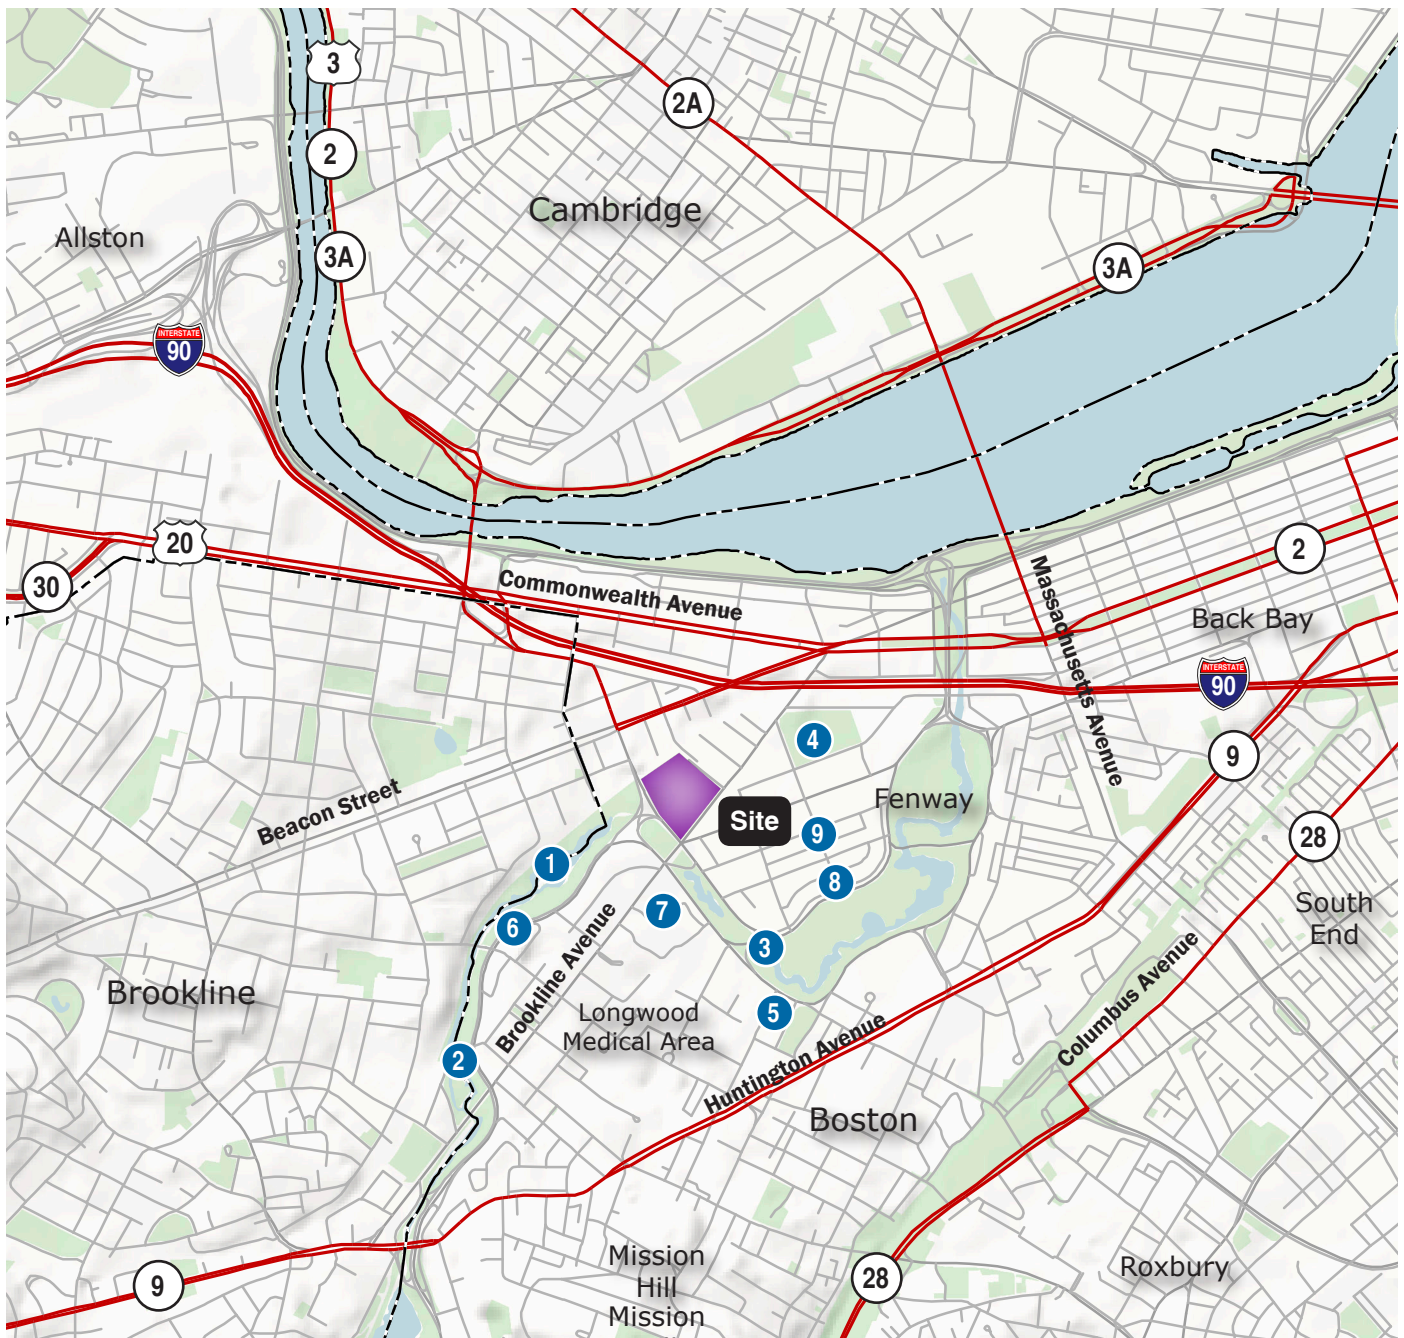 3
2A
2
Cambridge
Allston
3A
3A
INTERSTATE
90
20
2
30
Commonwealth Avenue
Massachusetts Avenue
Back Bay
INTERSTATE
90
4
9
Beacon Street
Fenway
Site
9
28
1
8
7
6
South
End
3
Brookline
Brookline Avenue
Columbus Avenue
5
Longwood
Medical Area
Huntington Avenue
2
Boston
Mission
Hill
Mission
Roxbury
9
28